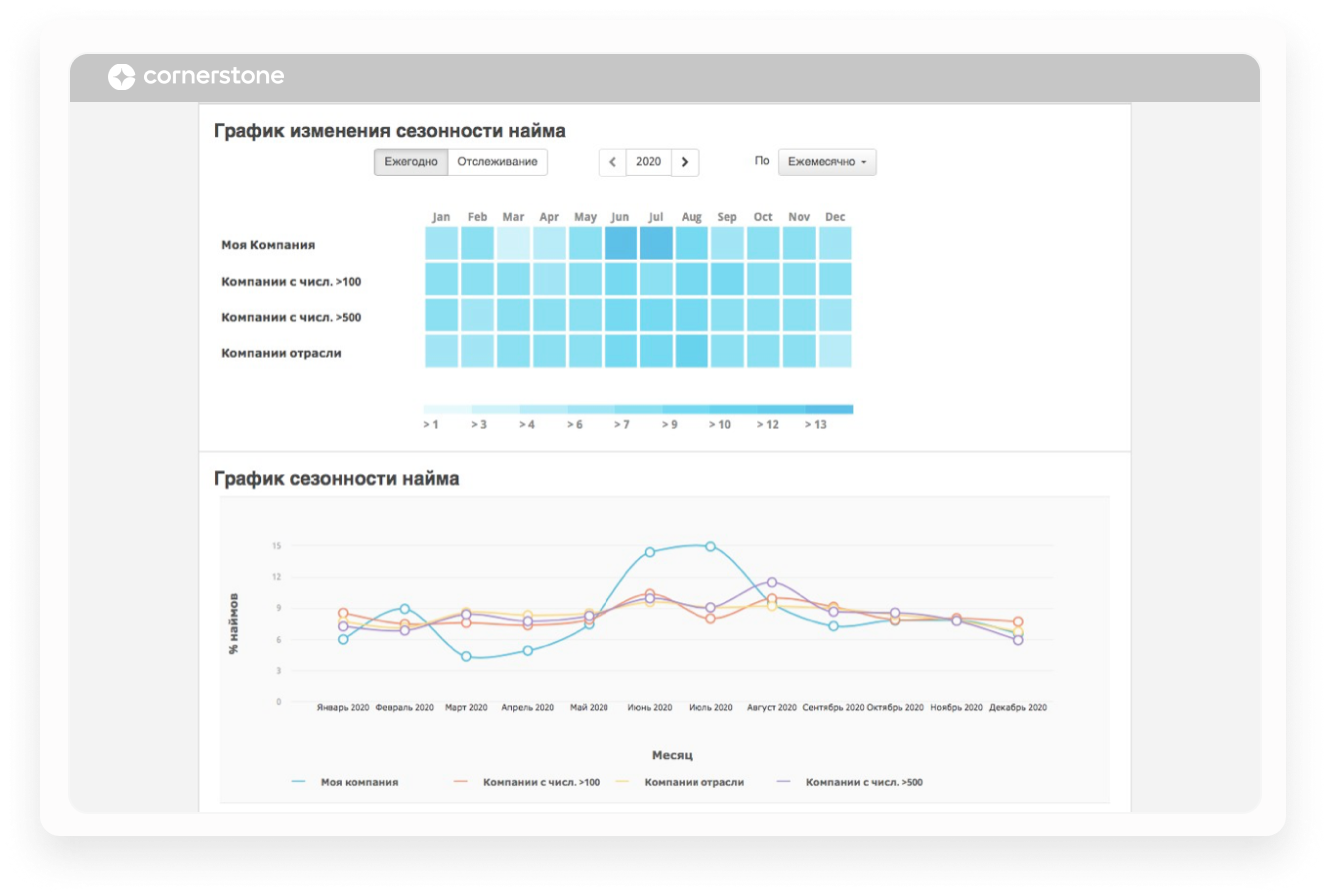 cornerstone
График изменения сезонности найма
Ежегодно Отслеживание 2020 По Ежемесячно
Jan Feb Mar Apr May Jun Jul Aug Sep Oct Nov Dec
Моя Компания
Компании с числ. >100
Компании с числ. >500
Компании отрасли
> 1 > 3 > 4 > 6 > 7 > 9 > 10 > 12 > 13
График сезонности найма
% наймов
15
12
9
6
3
0
Январь 2020 Февраль 2020 Март 2020 Апрель 2020 Май 2020 Июнь 2020 Июль 2020 Август 2020 Сентябрь 2020 Октябрь 2020 Ноябрь 2020 Декабрь 2020
Месяц
Моя компания Компании с числ. >100 Компании отрасли Компании с числ. >500